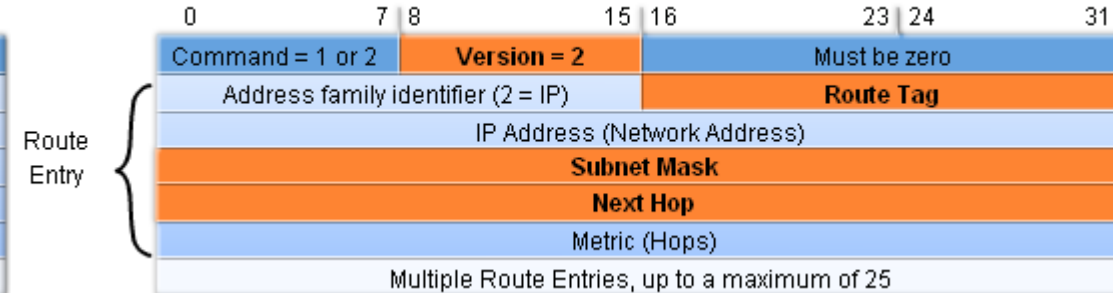 0 7 8 15 16 23 24 31
Command = 1 or 2 Version = 2 Must be zero
Address family identifier (2 = IP) Route Tag
IP Address (Network Address)
Route
Entry
Subnet Mask
Next Hop
Metric (Hops)
Multiple Route Entries, up to a maximum of 25